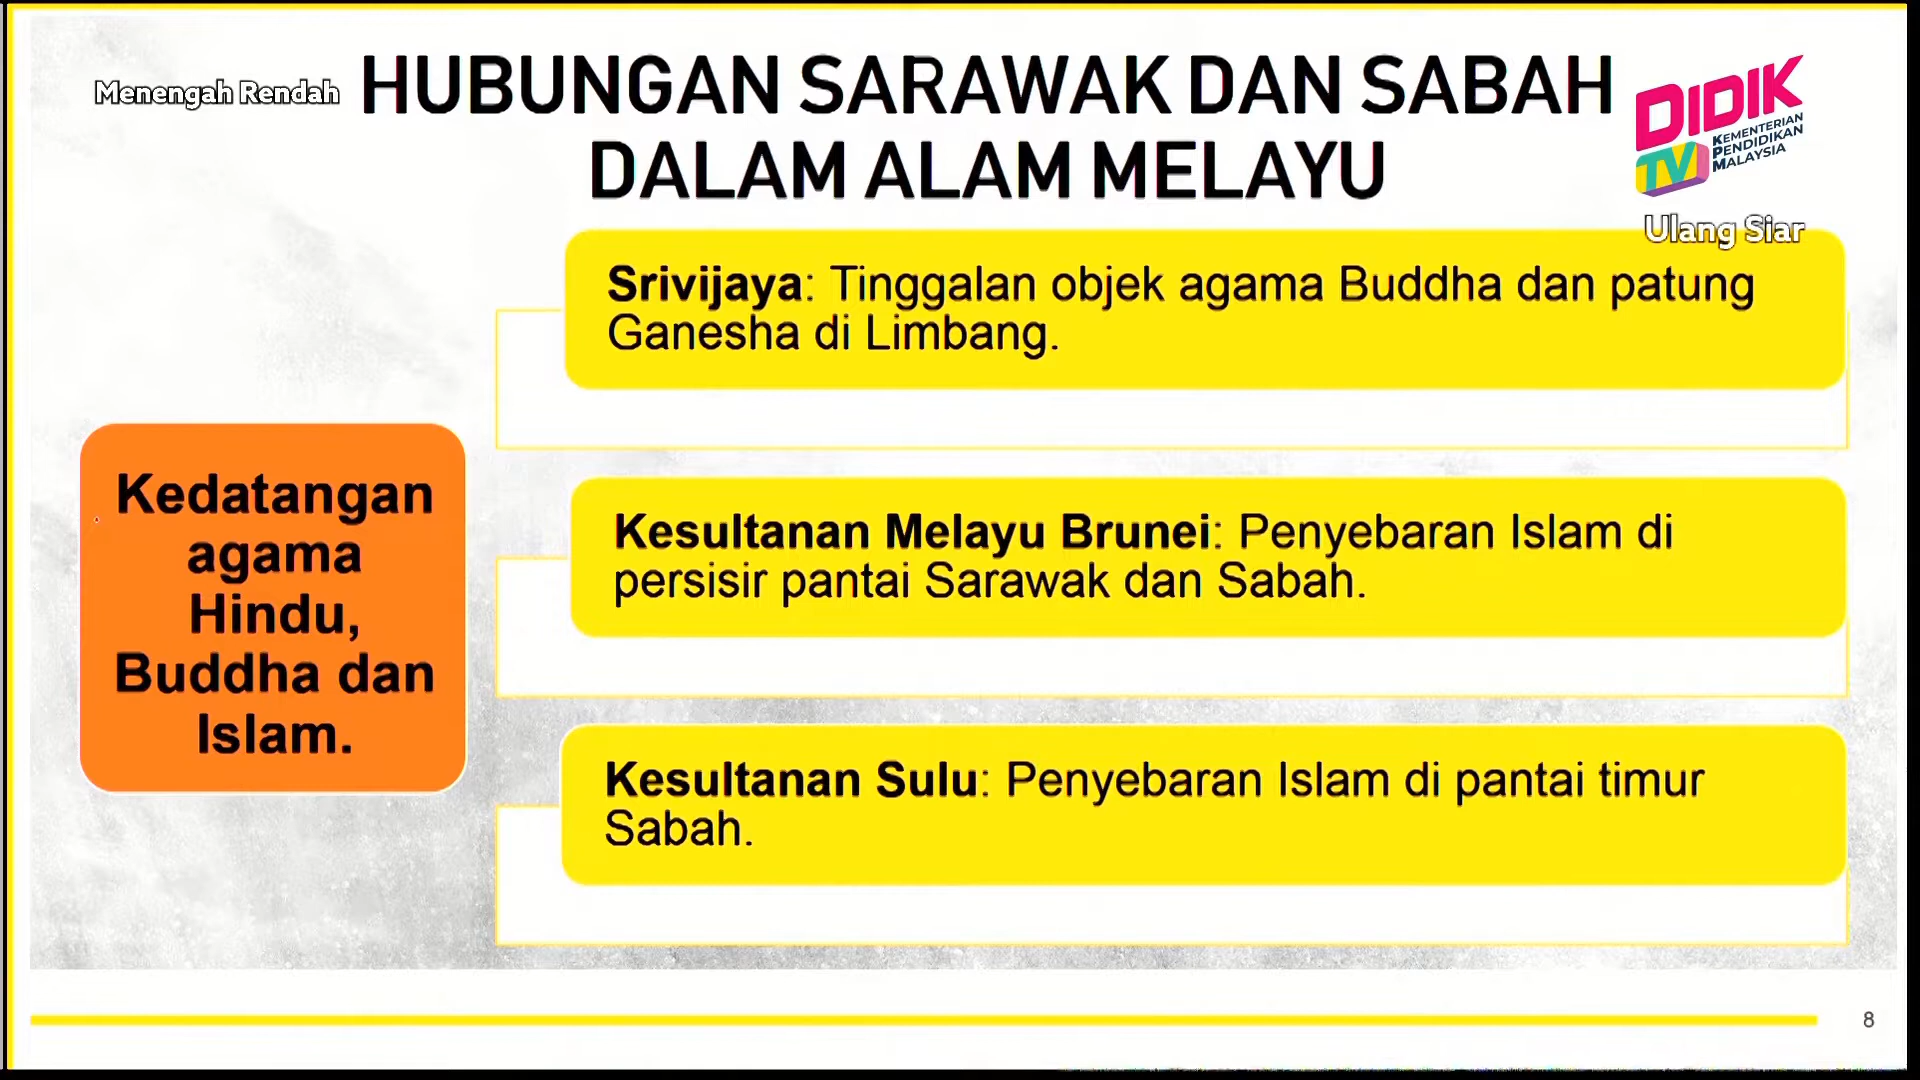 Menengah Rendah
HUBUNGAN SARAWAK DAN SABAH
DALAM ALAM MELAYU
DIDIK
TV
KEMENTERIAN
PENDIDIKAN
MALAYSIA
Ulang Siar
Srivijaya: Tinggalan objek agama Buddha dan patung
Ganesha di Limbang.
Kedatangan
agama
Hindu,
Buddha dan
Islam.
Kesultanan Melayu Brunei: Penyebaran Islam di
persisir pantai Sarawak dan Sabah.
Kesultanan Sulu: Penyebaran Islam di pantai timur
Sabah.
8